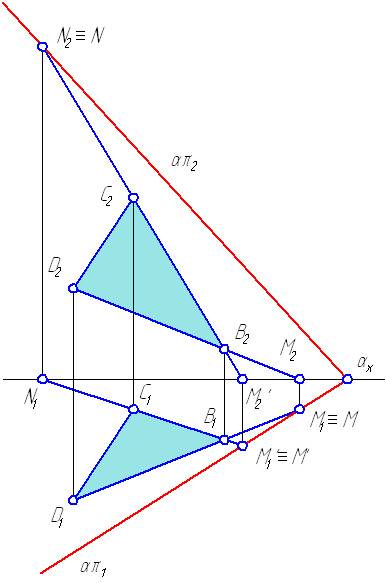 N₂ ≡ N
απ₂
C₂
D₂
B₂
M₂
αₓ
N₁
C₁
M₂'
B₁
M₁ ≡ M
M₁' ≡ M'
D₁
απ₁